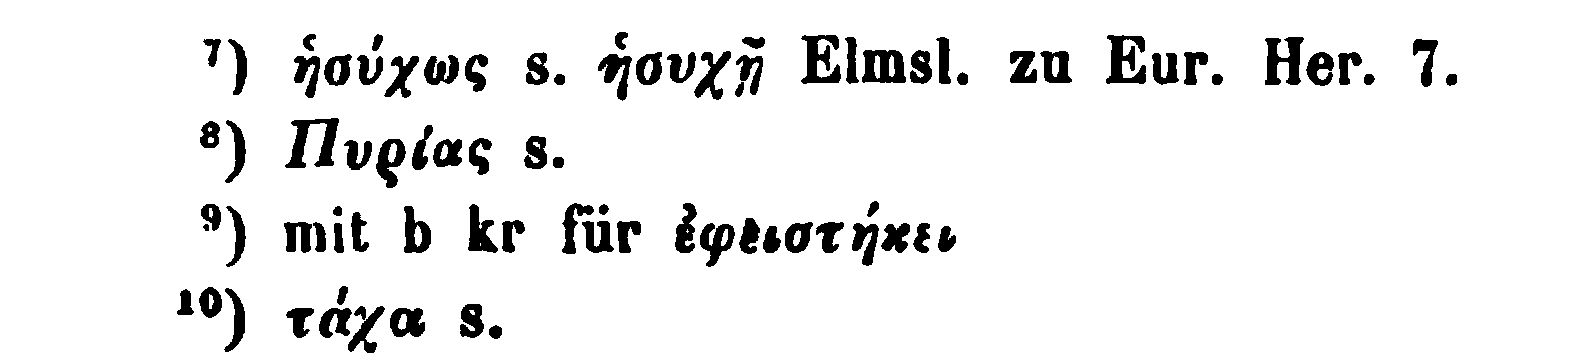 ⁷) ἡσύχως s. ἡσυχῆ Elmsl. zu Eur. Her. 7.
⁸) Πυρίας s.
⁹) mit b kr für ἐφειστήκει
¹⁰) τάχα s.